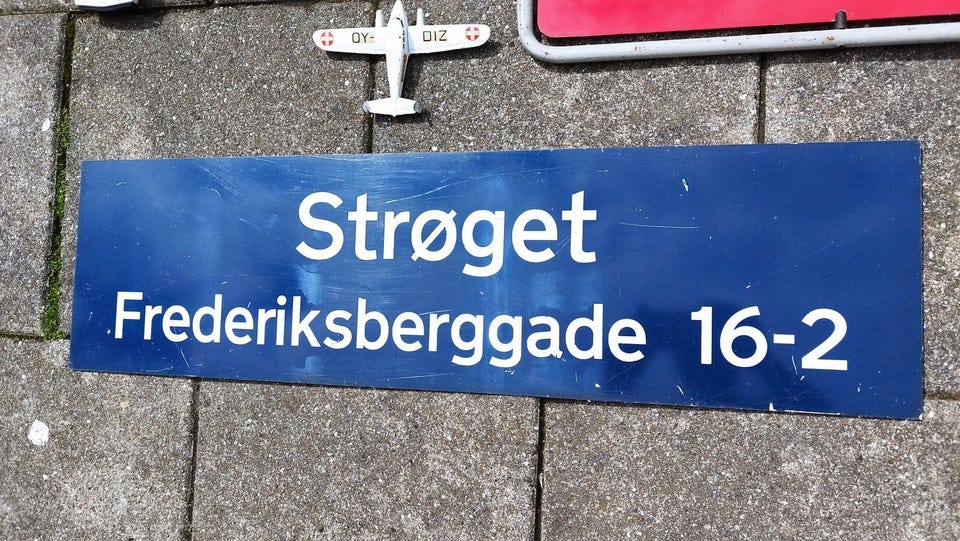 OY-DIZ
Strøget
Frederiksberggade 16-2